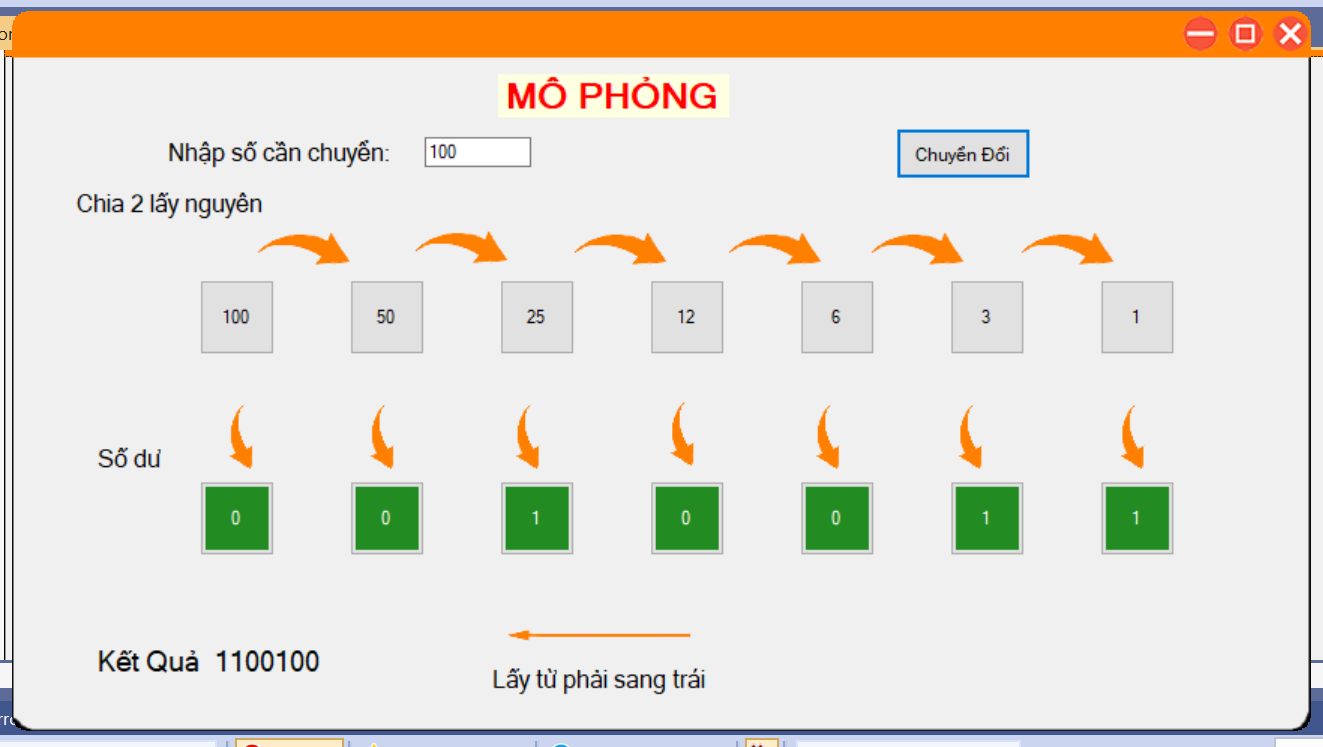 MÔ PHỎNG
Nhập số cần chuyển: 100 Chuyển Đổi
Chia 2 lấy nguyên
100 50 25 12 6 3 1
Số dư
0 0 1 0 0 1 1
Kết Quả 1100100
Lấy từ phải sang trái